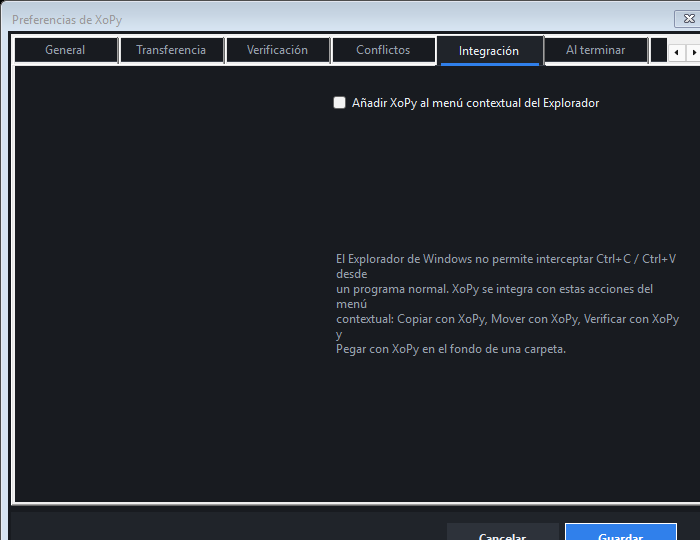 Preferencias de XoPy
General Transferencia Verificación Conflictos Integración Al terminar
Añadir XoPy al menú contextual del Explorador
El Explorador de Windows no permite interceptar Ctrl+C / Ctrl+V
desde
un programa normal. XoPy se integra con estas acciones del
menú
contextual: Copiar con XoPy, Mover con XoPy, Verificar con XoPy
y
Pegar con XoPy en el fondo de una carpeta.
Cancelar Guardar